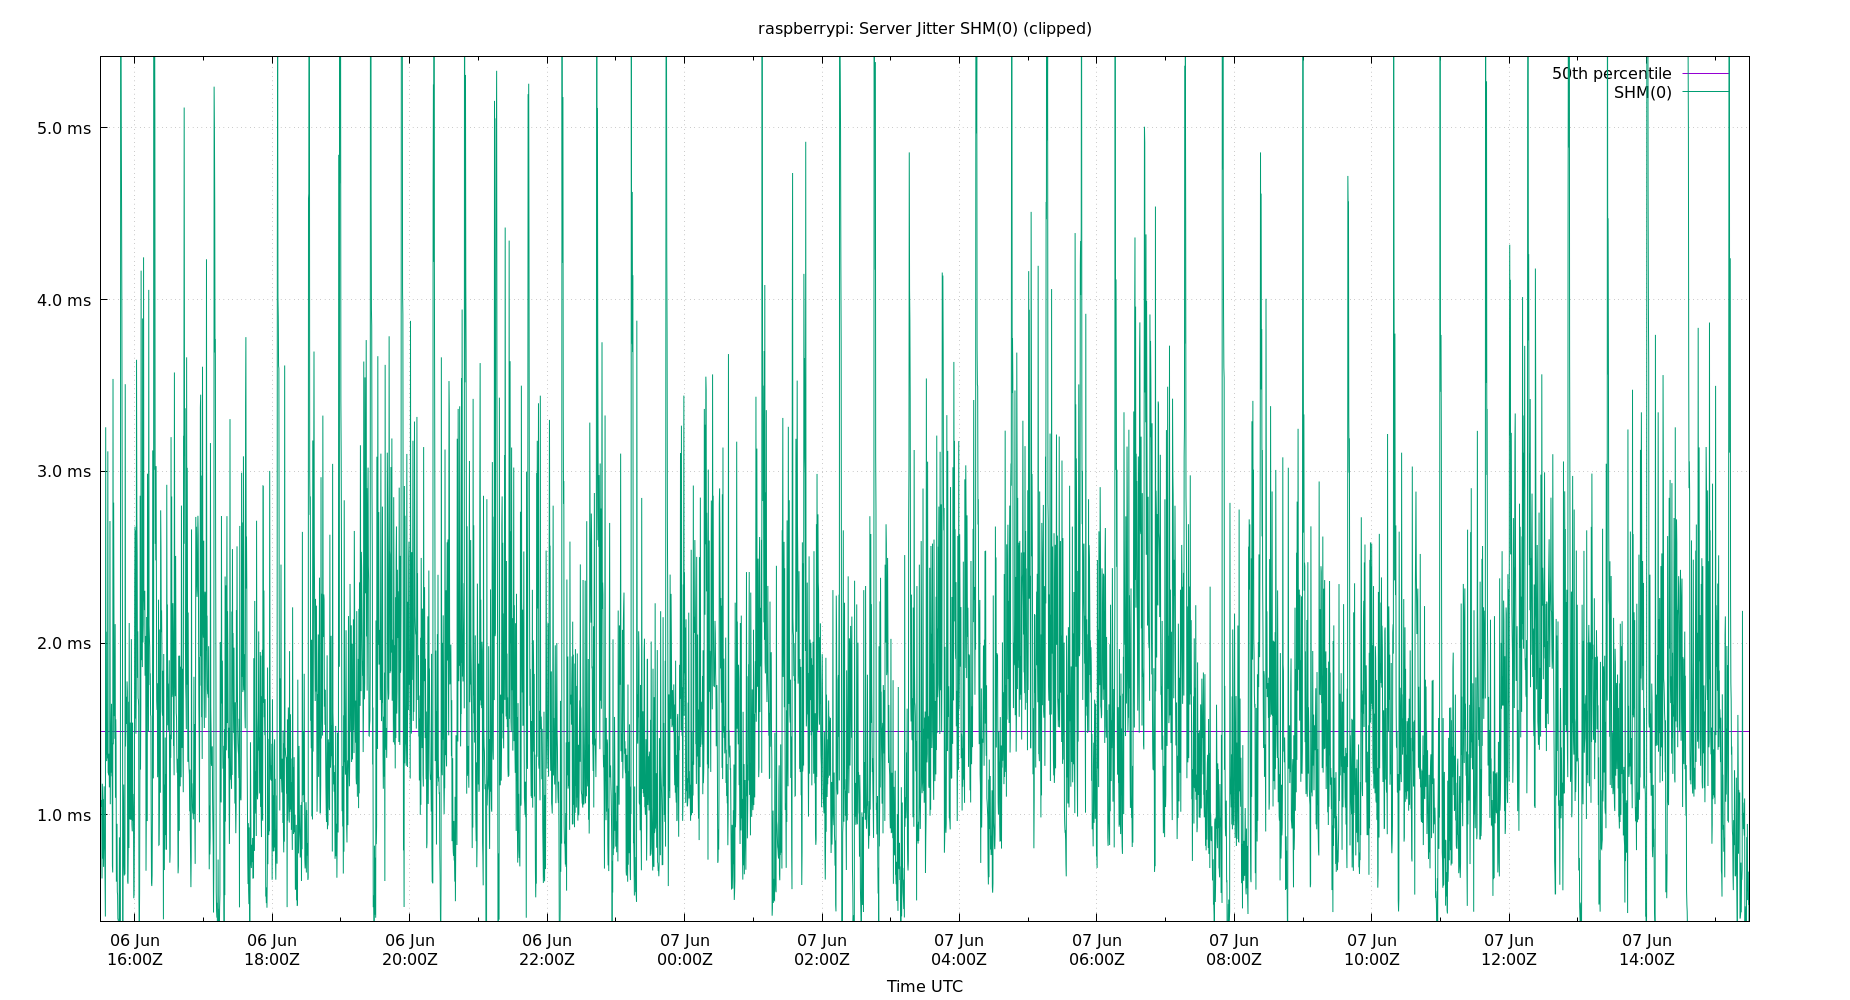 raspberrypi: Server Jitter SHM(0) (clipped)
50th percentile
SHM(0)
5.0 ms
4.0 ms
3.0 ms
2.0 ms
1.0 ms
06 Jun 06 Jun 06 Jun 06 Jun 07 Jun 07 Jun 07 Jun 07 Jun 07 Jun 07 Jun 07 Jun 07 Jun
16:00Z 18:00Z 20:00Z 22:00Z 00:00Z 02:00Z 04:00Z 06:00Z 08:00Z 10:00Z 12:00Z 14:00Z
Time UTC